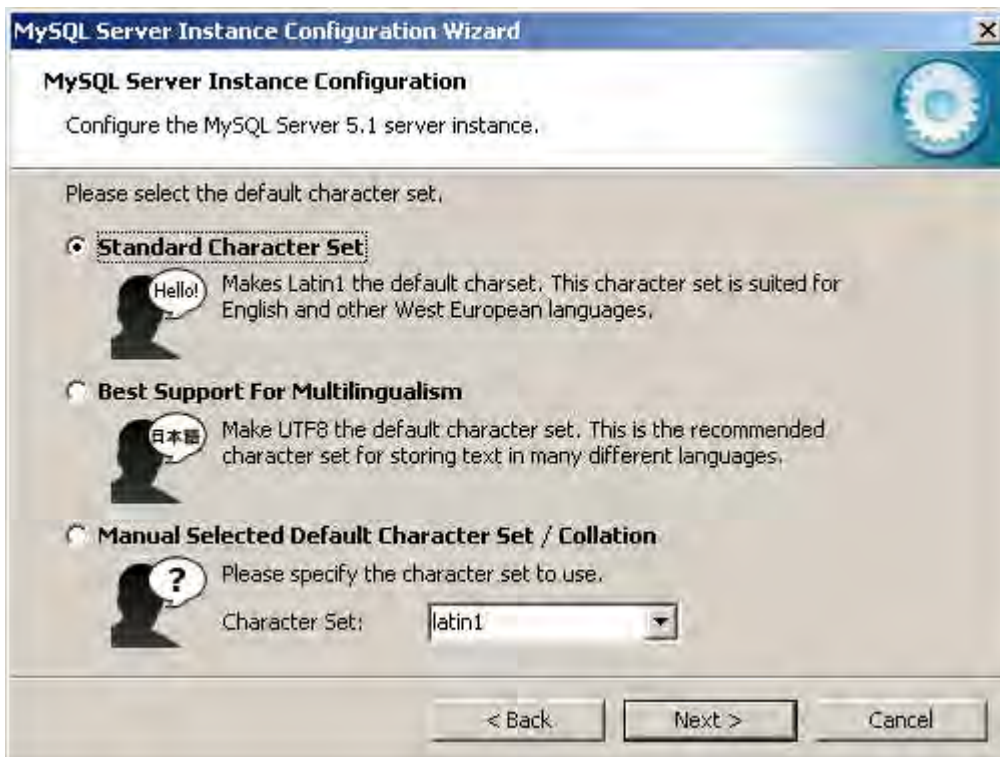 MySQL Server Instance Configuration Wizard
MySQL Server Instance Configuration
Configure the MySQL Server 5.1 server instance.
Please select the default character set.
Standard Character Set
Hello!
Makes Latin1 the default charset. This character set is suited for
English and other West European languages.
Best Support For Multilingualism
日本語
Make UTF8 the default character set. This is the recommended
character set for storing text in many different languages.
Manual Selected Default Character Set / Collation
?
Please specify the character set to use.
Character Set: latin1
< Back Next > Cancel